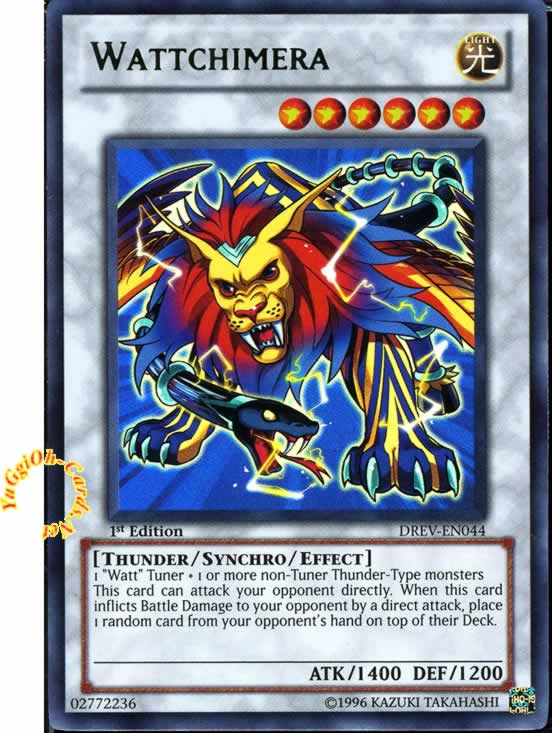 WATTCHIMERA
LIGHT
光
YuGgiOh-Cards.Net
1st Edition
DREV-EN044
[THUNDER/SYNCHRO/EFFECT]
1 "Watt" Tuner + 1 or more non-Tuner Thunder-Type monsters
This card can attack your opponent directly. When this card
inflicts Battle Damage to your opponent by a direct attack, place
1 random card from your opponent's hand on top of their Deck.
ATK/1400 DEF/1200
02772236
©1996 KAZUKI TAKAHASHI